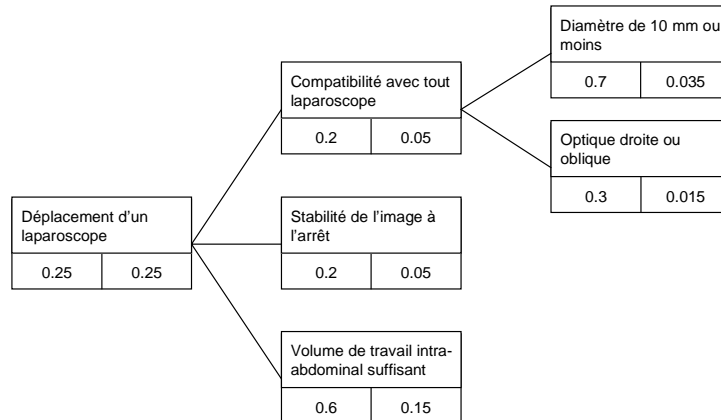 Diamètre de 10 mm ou
moins
0.7 0.035
Compatibilité avec tout
laparoscope
0.2 0.05
Optique droite ou
oblique
0.3 0.015
Déplacement d’un
laparoscope
0.25 0.25
Stabilité de l’image à
l’arrêt
0.2 0.05
Volume de travail intra-
abdominal suffisant
0.6 0.15